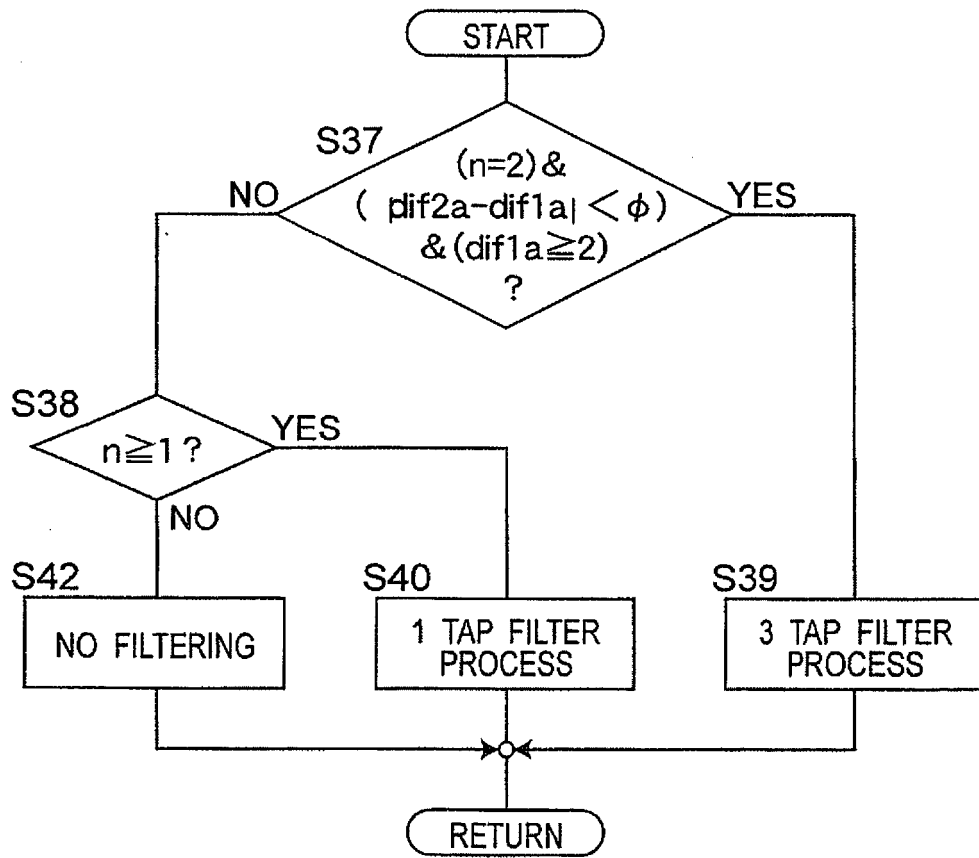 START
S37
(n=2)&
NO
( |dif2a-dif1a| <φ)
YES
&(dif1a≧2)
?
S38
n≧1?
YES
NO
S42
S40
S39
NO FILTERING
1 TAP FILTER
PROCESS
3 TAP FILTER
PROCESS
RETURN